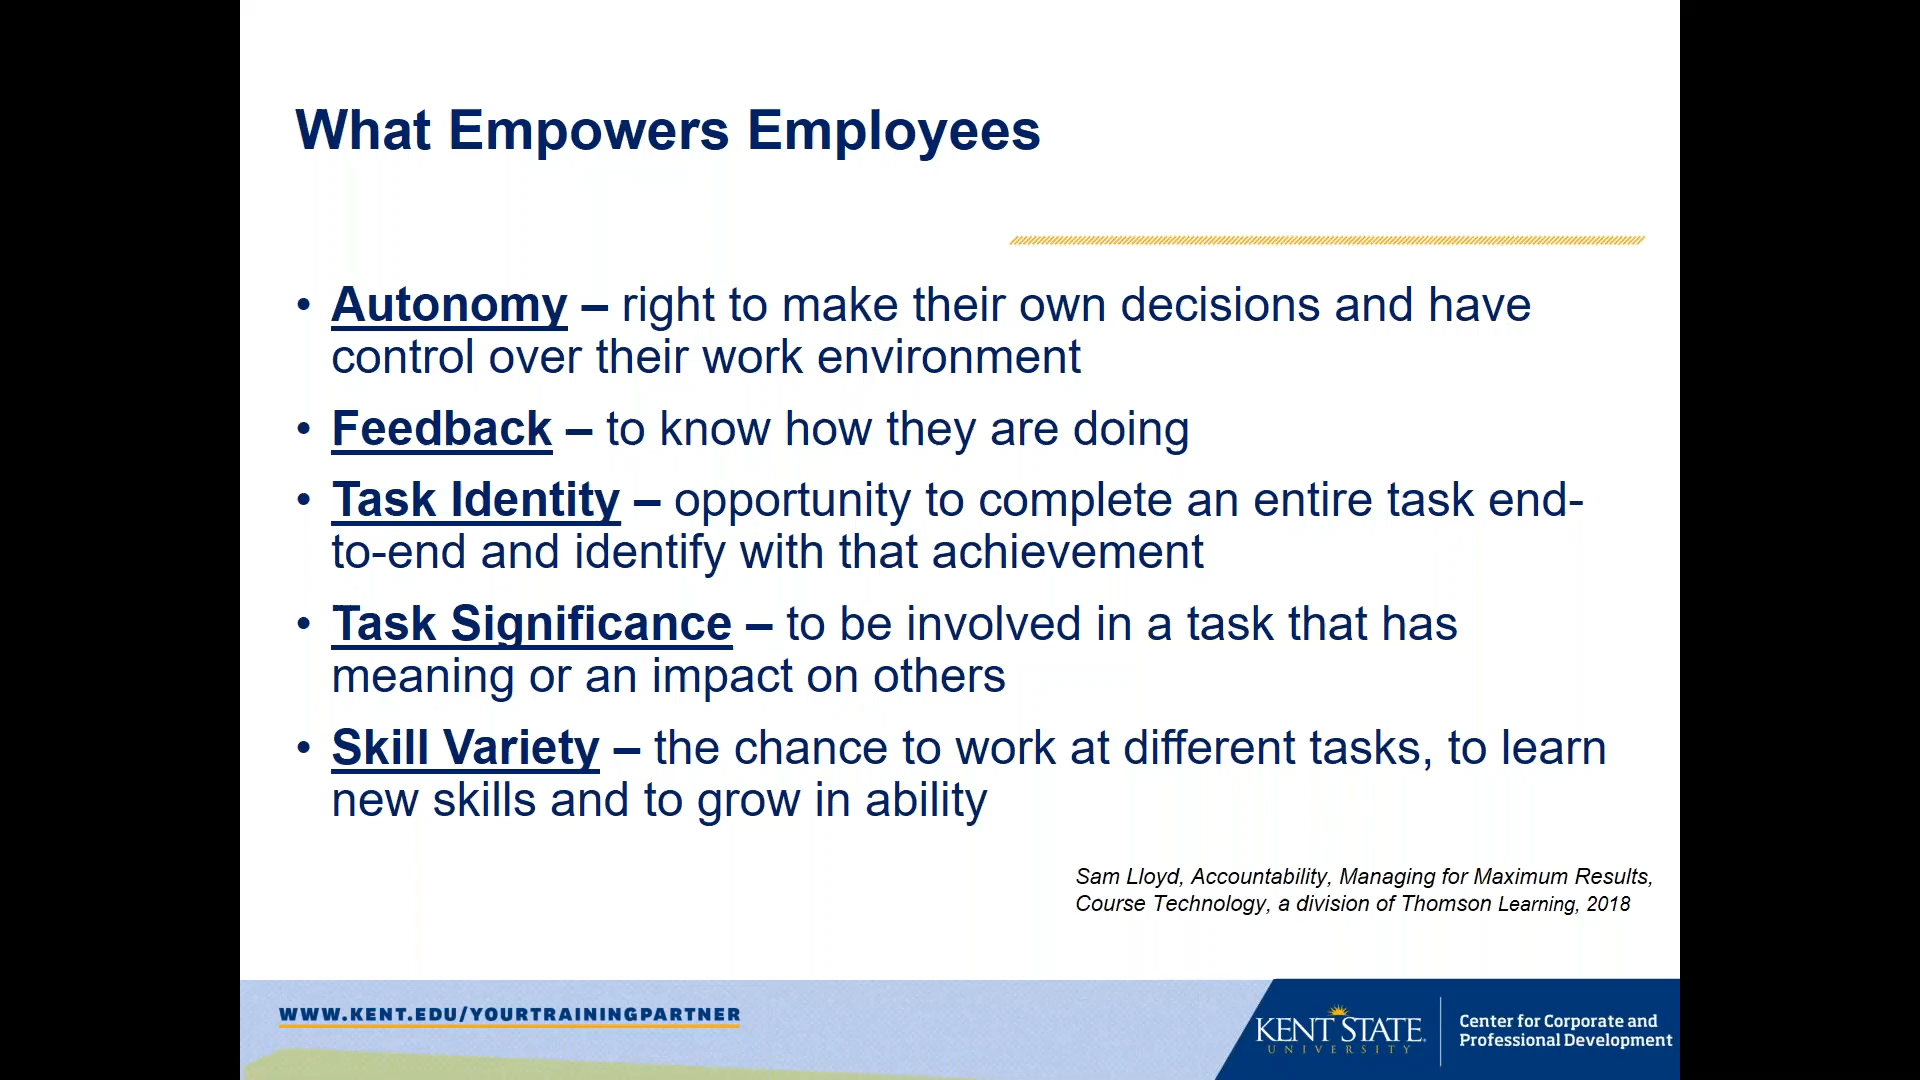 What Empowers Employees
• Autonomy – right to make their own decisions and have
control over their work environment
• Feedback – to know how they are doing
• Task Identity – opportunity to complete an entire task end-
to-end and identify with that achievement
• Task Significance – to be involved in a task that has
meaning or an impact on others
• Skill Variety – the chance to work at different tasks, to learn
new skills and to grow in ability
Sam Lloyd, Accountability, Managing for Maximum Results,
Course Technology, a division of Thomson Learning, 2018
WWW.KENT.EDU/YOURTRAININGPARTNER
KENT STATE
UNIVERSITY
Center for Corporate and
Professional Development